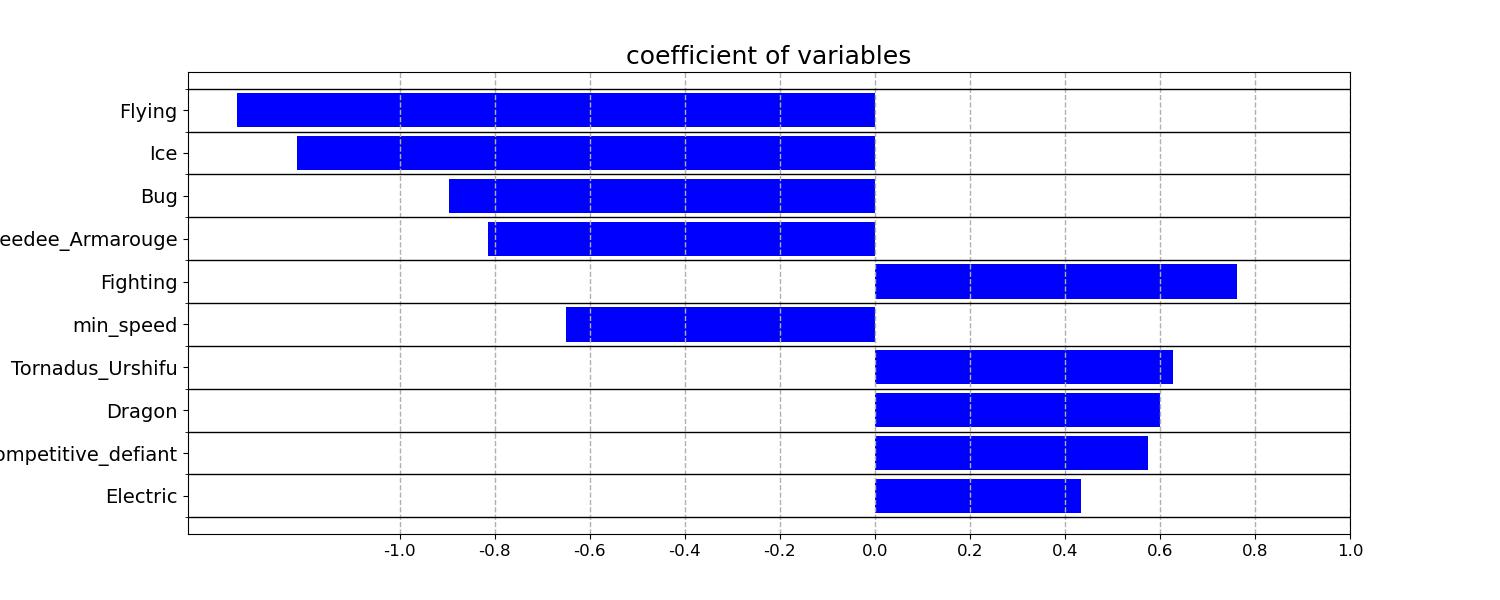 coefficient of variables
Flying
Ice
Bug
eedee_Armarouge
Fighting
min_speed
Tornadus_Urshifu
Dragon
ompetitive_defiant
Electric
-1.0 -0.8 -0.6 -0.4 -0.2 0.0 0.2 0.4 0.6 0.8 1.0